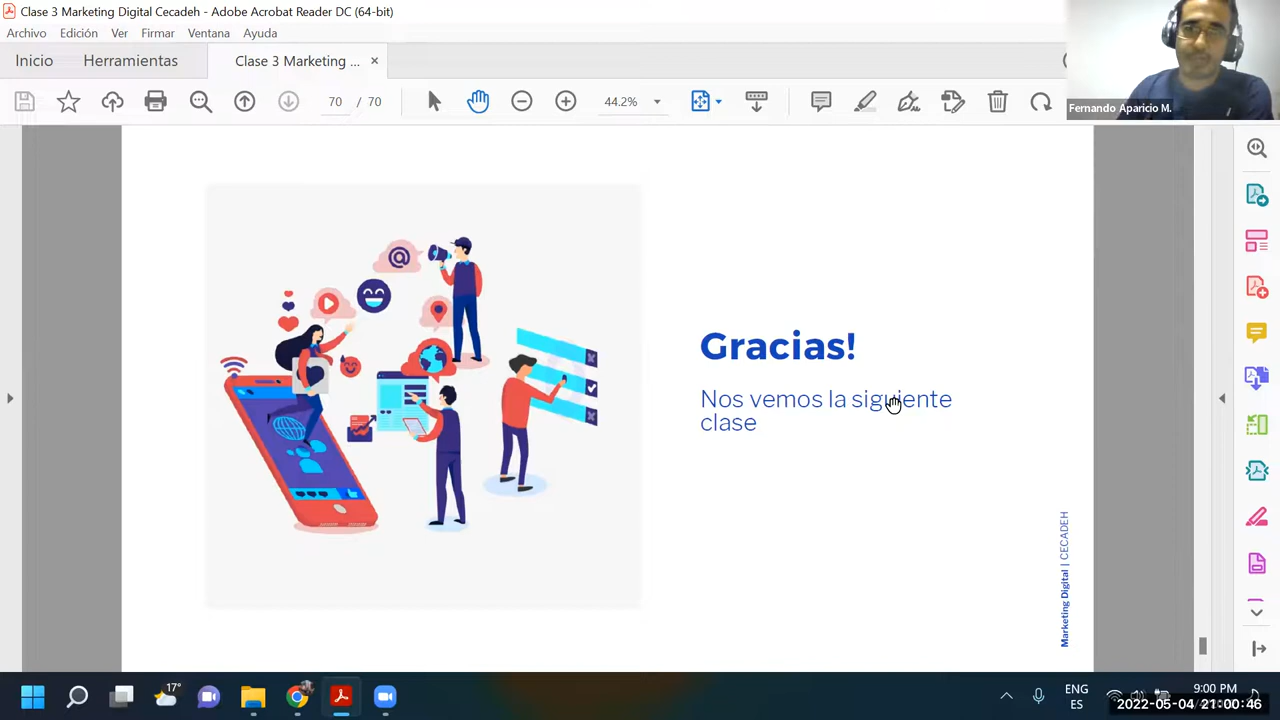 Clase 3 Marketing Digital Cecadeh - Adobe Acrobat Reader DC (64-bit)
Archivo Edición Ver Firmar Ventana Ayuda
Inicio Herramientas Clase 3 Marketing ... ×
70 / 70 44.2%
Fernando Aparicio M.
@
Gracias!
Nos vemos la siguiente
clase
Marketing Digital | CECADEH
17°
ENG
ES
9:00 PM
2022-05-04 21:00:46